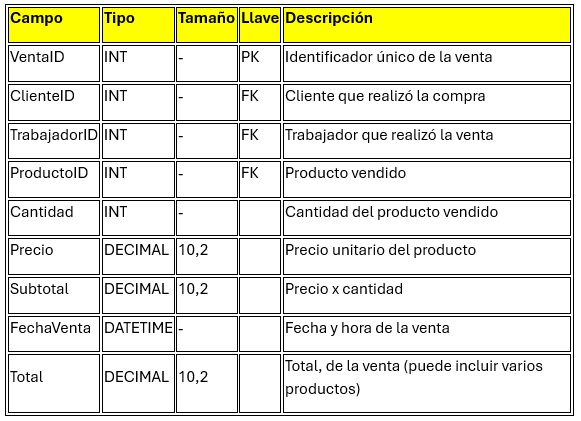 Campo Tipo Tamaño Llave Descripción
VentaID INT - PK Identificador único de la venta
ClienteID INT - FK Cliente que realizó la compra
TrabajadorID INT - FK Trabajador que realizó la venta
ProductoID INT - FK Producto vendido
Cantidad INT - Cantidad del producto vendido
Precio DECIMAL 10,2 Precio unitario del producto
Subtotal DECIMAL 10,2 Precio x cantidad
FechaVenta DATETIME - Fecha y hora de la venta
Total DECIMAL 10,2 Total, de la venta (puede incluir varios
productos)